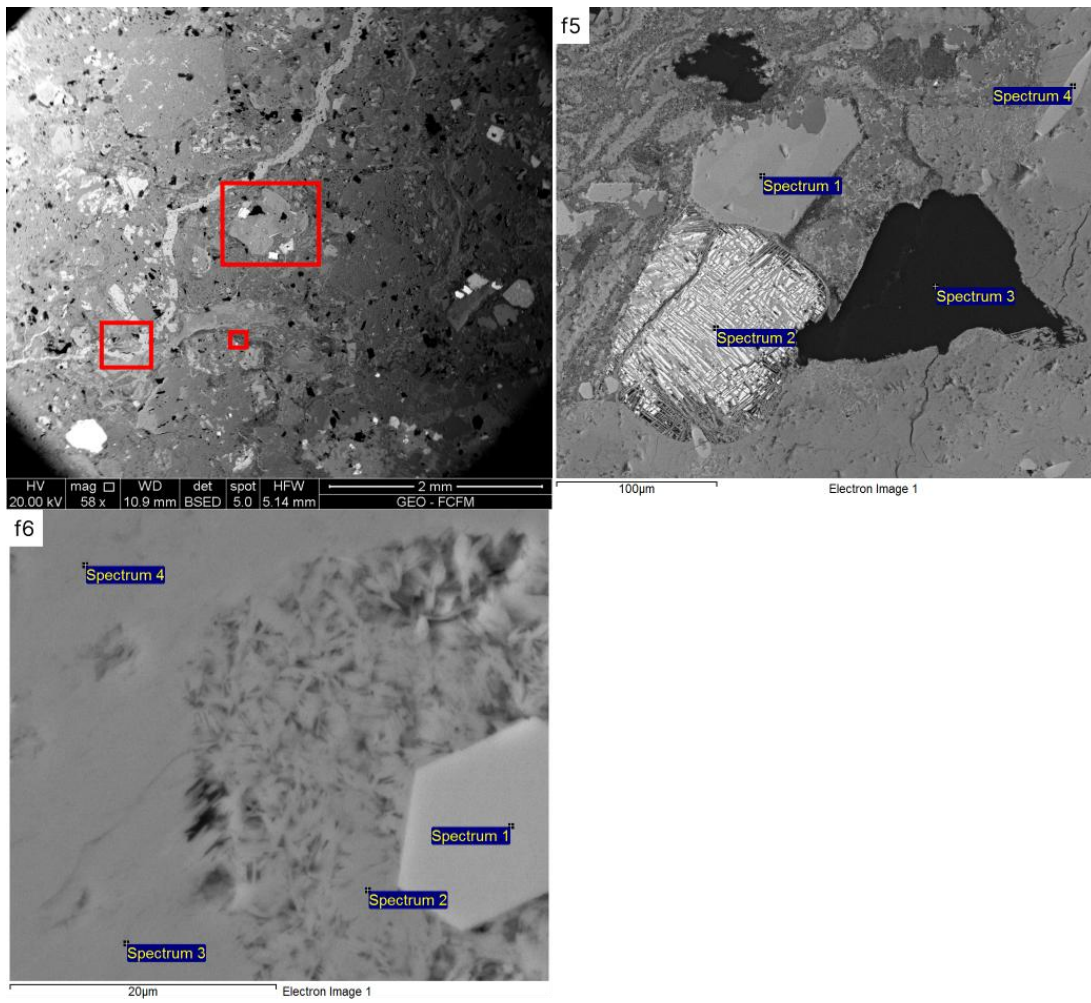 HV
mag
WD
det
spot
HFW
2 mm
20.00 kV
58 x
10.9 mm
BSED
5.0
5.14 mm
GEO - FCFM
f5
Spectrum 4
Spectrum 1
Spectrum 3
Spectrum 2
100µm
Electron Image 1
f6
Spectrum 4
Spectrum 1
Spectrum 2
Spectrum 3
20µm
Electron Image 1